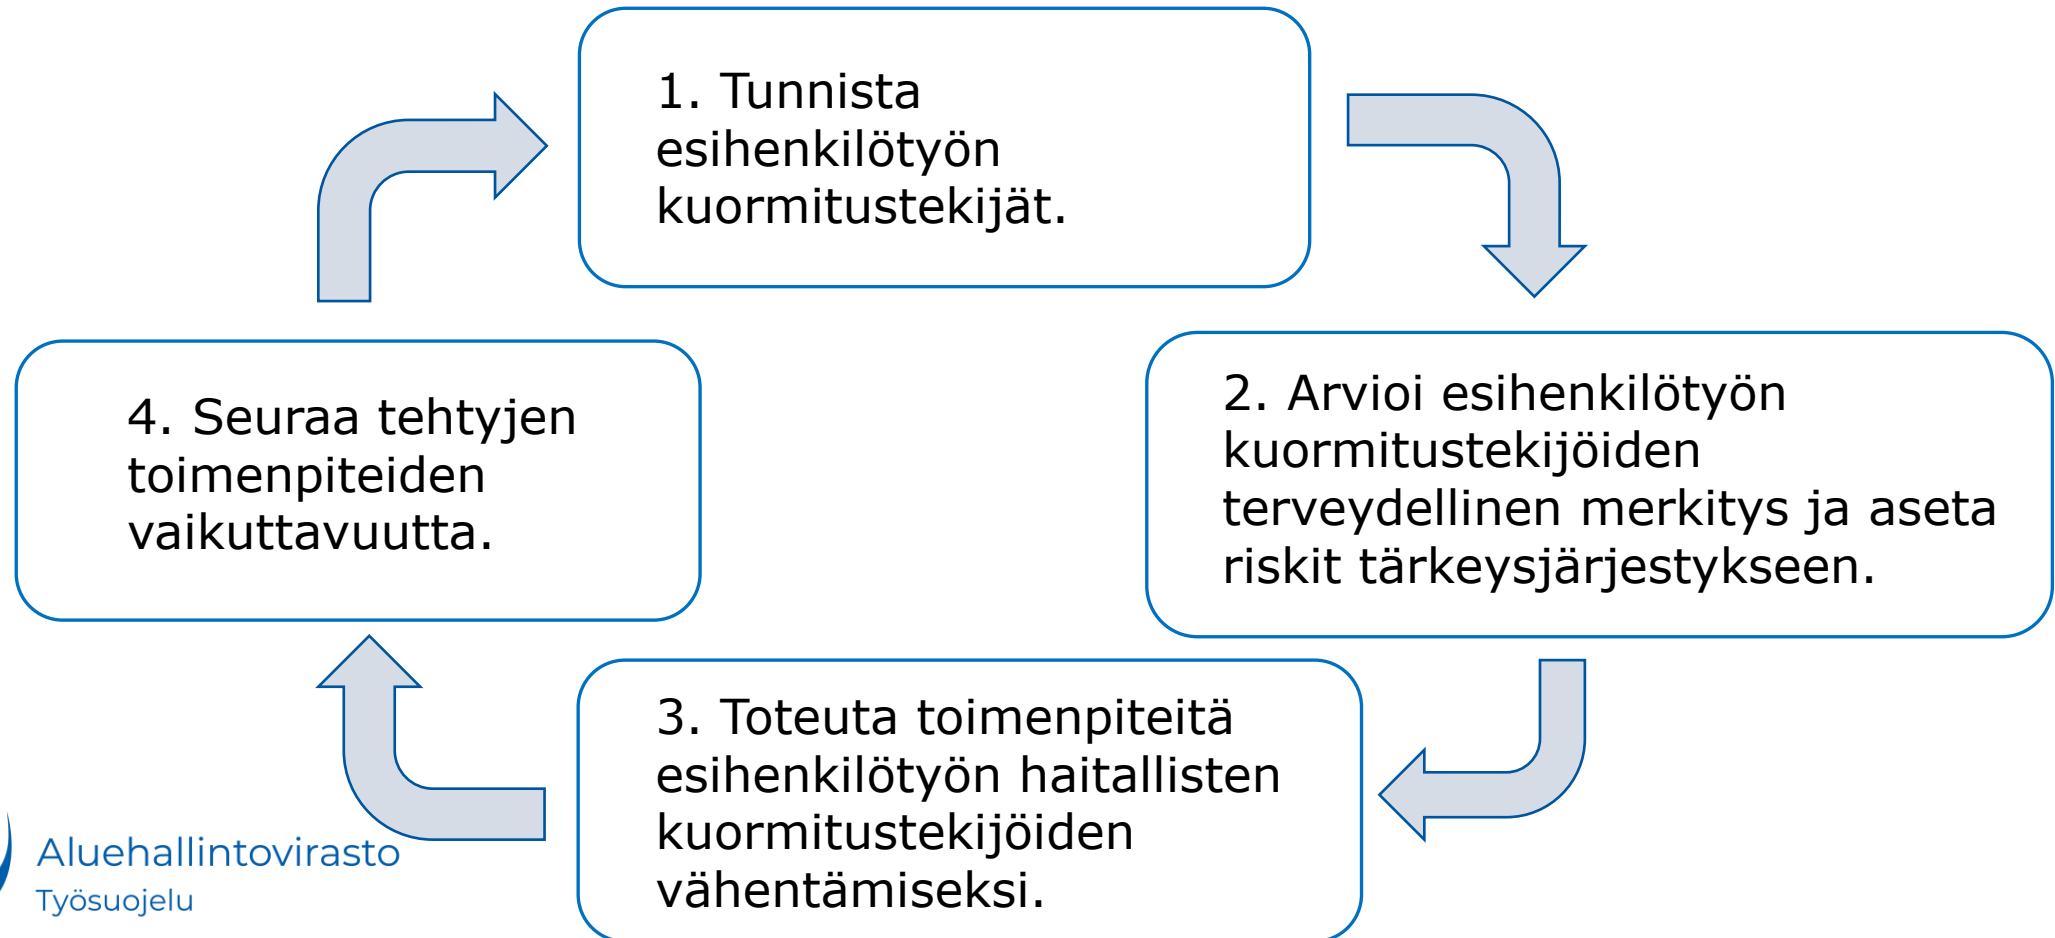 1. Tunnista
esihenkilötyön
kuormitustekijät.
2. Arvioi esihenkilötyön
kuormitustekijöiden
terveydellinen merkitys ja aseta
riskit tärkeysjärjestykseen.
3. Toteuta toimenpiteitä
esihenkilötyön haitallisten
kuormitustekijöiden
vähentämiseksi.
4. Seuraa tehtyjen
toimenpiteiden
vaikuttavuutta.
Aluehallintovirasto
Työsuojelu